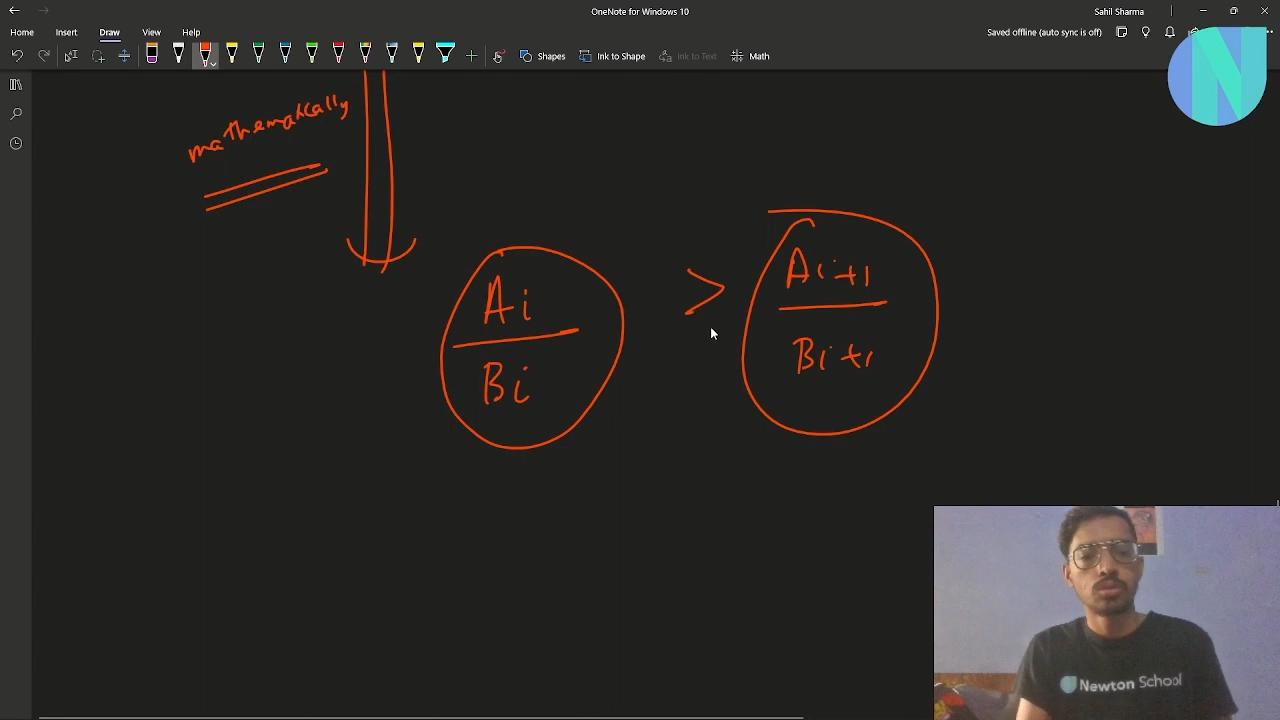 OneNote for Windows 10
Sahil Sharma
Home Insert Draw View Help
Saved offline (auto sync is off)
Shapes Ink to Shape Ink to Text Math
mathematically
Ai > Ai+1
Bi Bi+1
Newton School